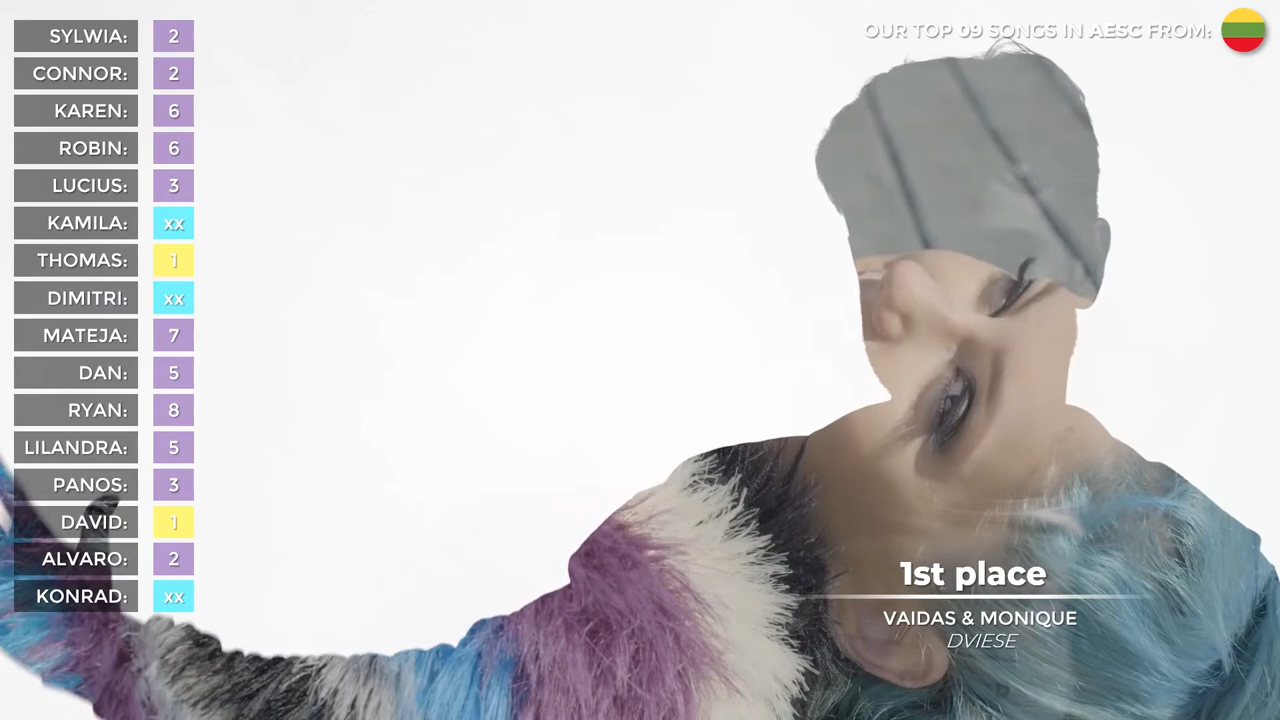 OUR TOP 09 SONGS IN AESC FROM:
SYLWIA: 2
CONNOR: 2
KAREN: 6
ROBIN: 6
LUCIUS: 3
KAMILA: xx
THOMAS: 1
DIMITRI: xx
MATEJA: 7
DAN: 5
RYAN: 8
LILANDRA: 5
PANOS: 3
DAVID: 1
ALVARO: 2
KONRAD: xx
1st place
VAIDAS & MONIQUE
DVIESE